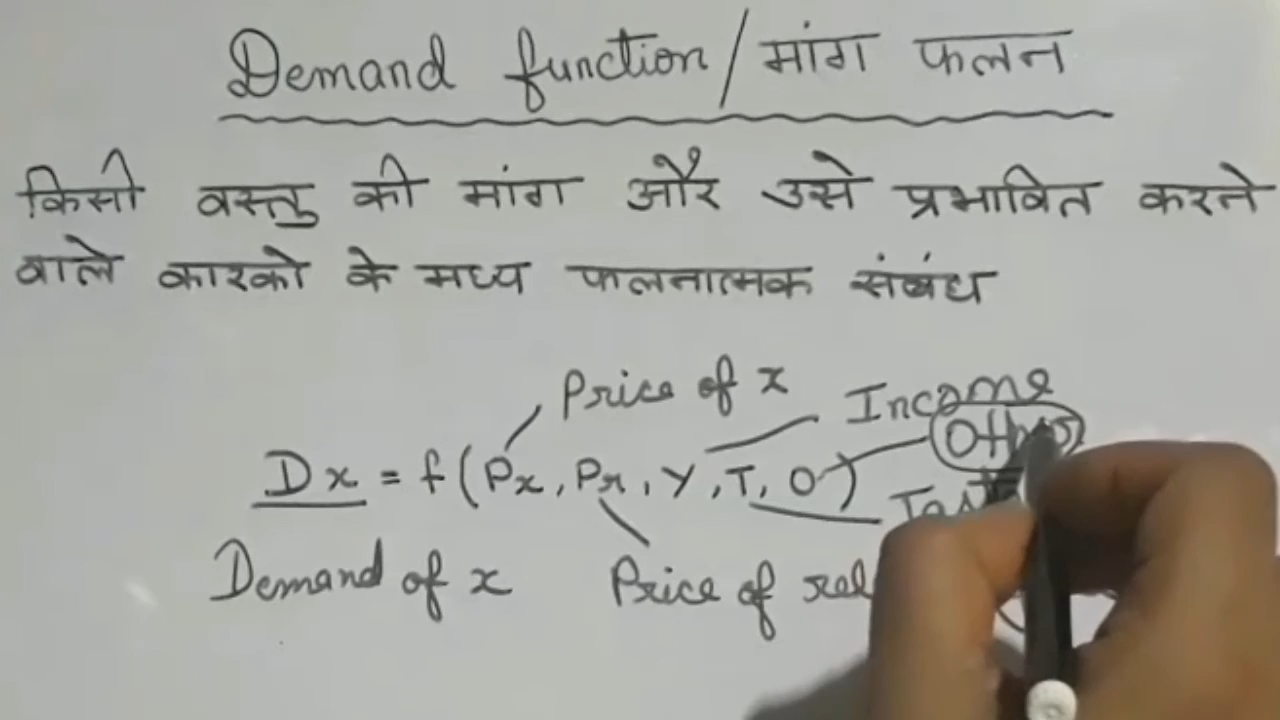 Demand function/मांग फलन
किसी वस्तु की मांग और उसे प्रभावित करने
वाले कारको के मध्य फलनात्मक संबंध
Price of x
Income
Dx = f(Px, Pr, Y, T, O)
Demand of x Price of